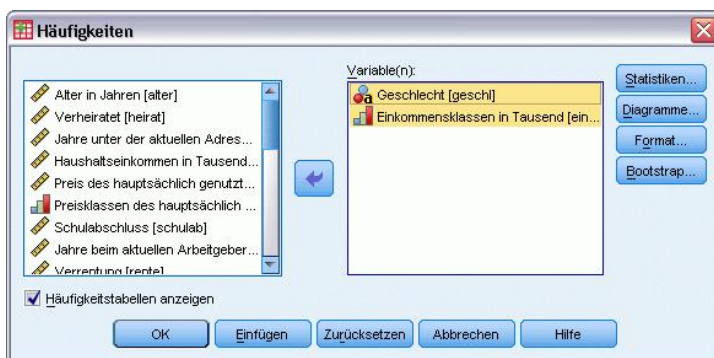 Häufigkeiten
Alter in Jahren [alter]
Verheiratet [heirat]
Jahre unter der aktuellen Adres...
Haushaltseinkommen in Tausend...
Preis des hauptsächlich genutzt...
Preisklassen des hauptsächlich ...
Schulabschluss [schulab]
Jahre beim aktuellen Arbeitgeber...
Verrentung [rente]
Variable(n):
Geschlecht [geschl]
Einkommensklassen in Tausend [ein...
Statistiken...
Diagramme...
Format...
Bootstrap...
Häufigkeitstabellen anzeigen
OK
Einfügen
Zurücksetzen
Abbrechen
Hilfe